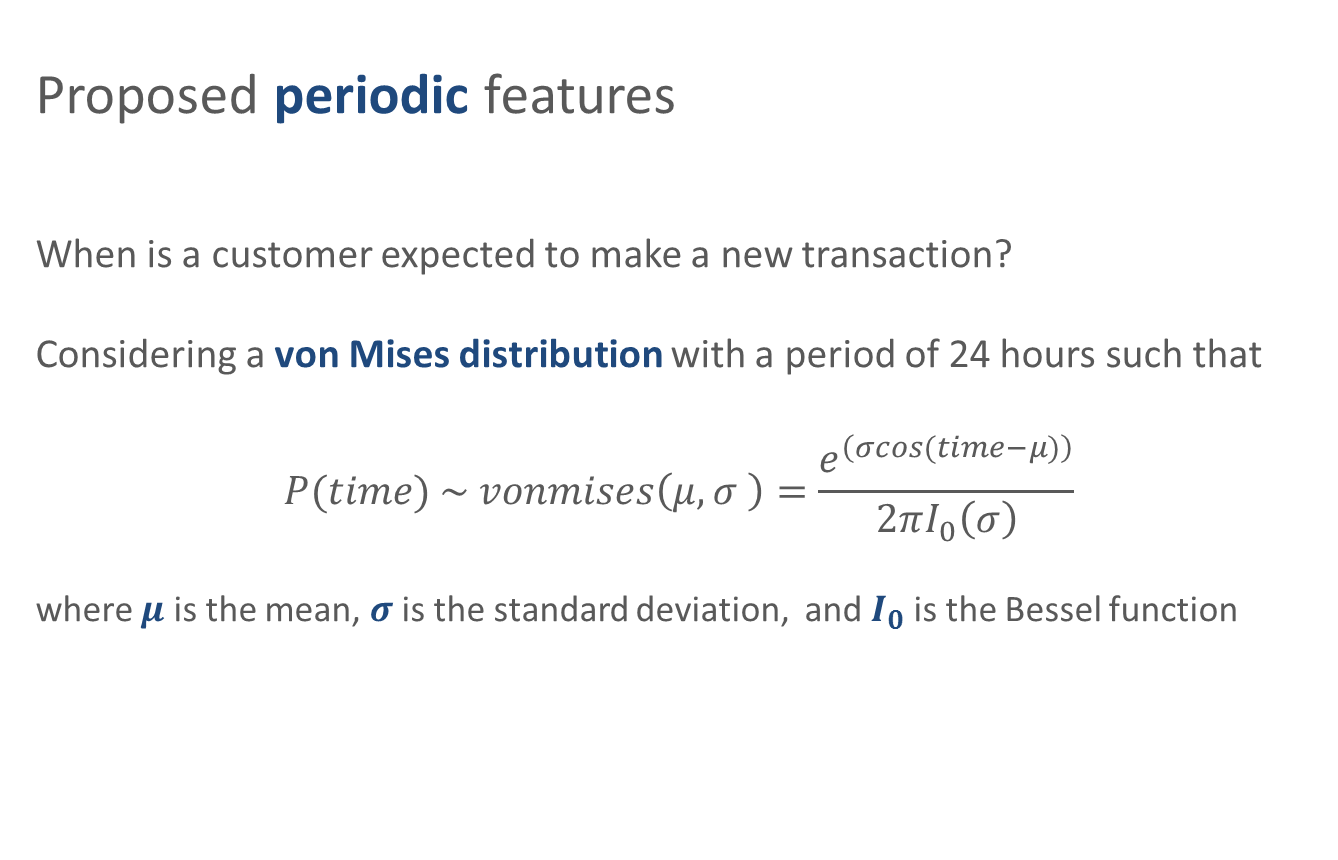 Proposed periodic features
When is a customer expected to make a new transaction?
Considering a von Mises distribution with a period of 24 hours such that
P(time) ~ vonmises(μ, σ ) = e^(σcos(time−μ)) / 2πI₀(σ)
where μ is the mean, σ is the standard deviation, and I₀ is the Bessel function